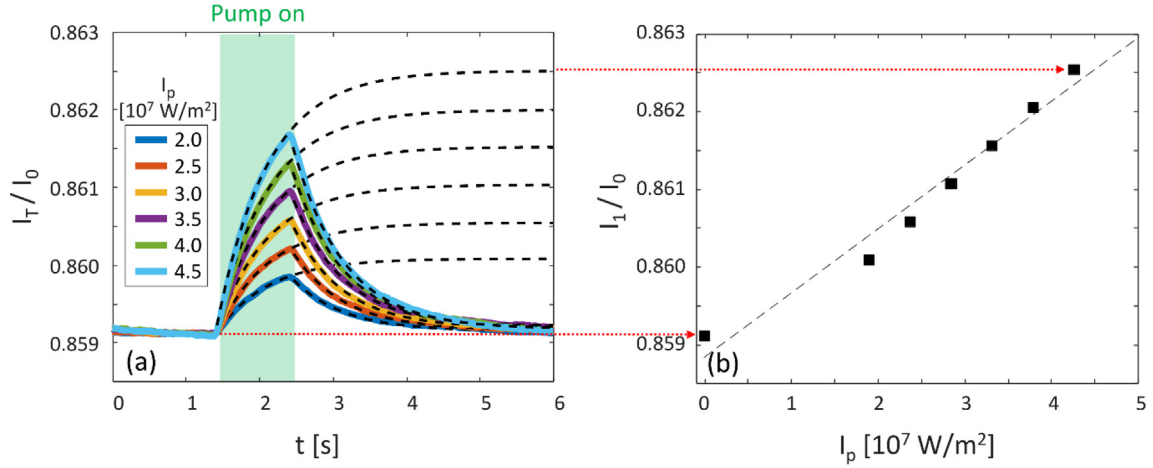 Pump on
0.863
0.862
0.861
0.860
0.859
I_T / I_0
I_p
[10^7 W/m^2]
2.0
2.5
3.0
3.5
4.0
4.5
(a)
0 1 2 3 4 5 6
t [s]
0.863
0.862
0.861
0.860
0.859
I_1 / I_0
(b)
0 1 2 3 4 5
I_p [10^7 W/m^2]